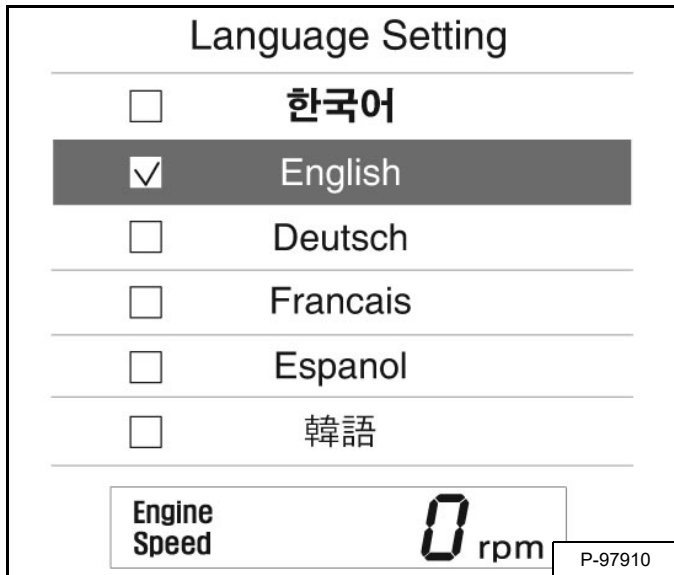 Language Setting
한국어
English
Deutsch
Francais
Espanol
韓語
Engine
Speed
0 rpm
P-97910